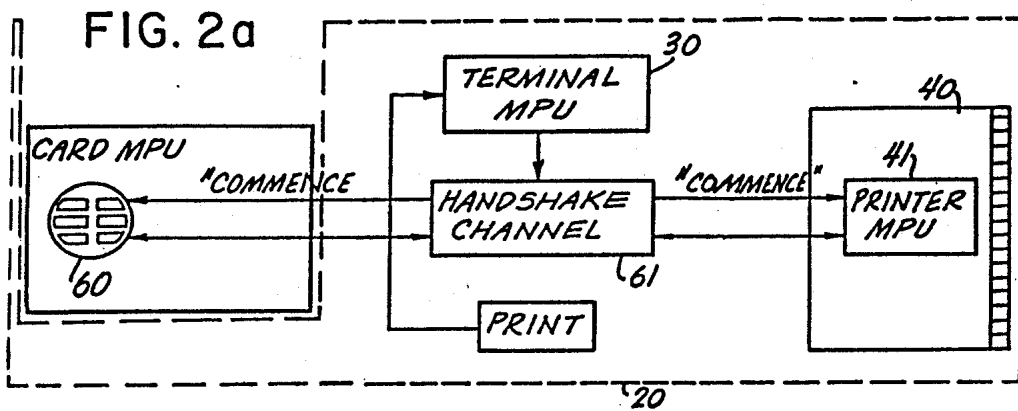 FIG. 2a
30
TERMINAL
MPU
40
CARD MPU
41
"COMMENCE
"COMMENCE"
HANDSHAKE
CHANNEL
PRINTER
MPU
60
61
PRINT
20